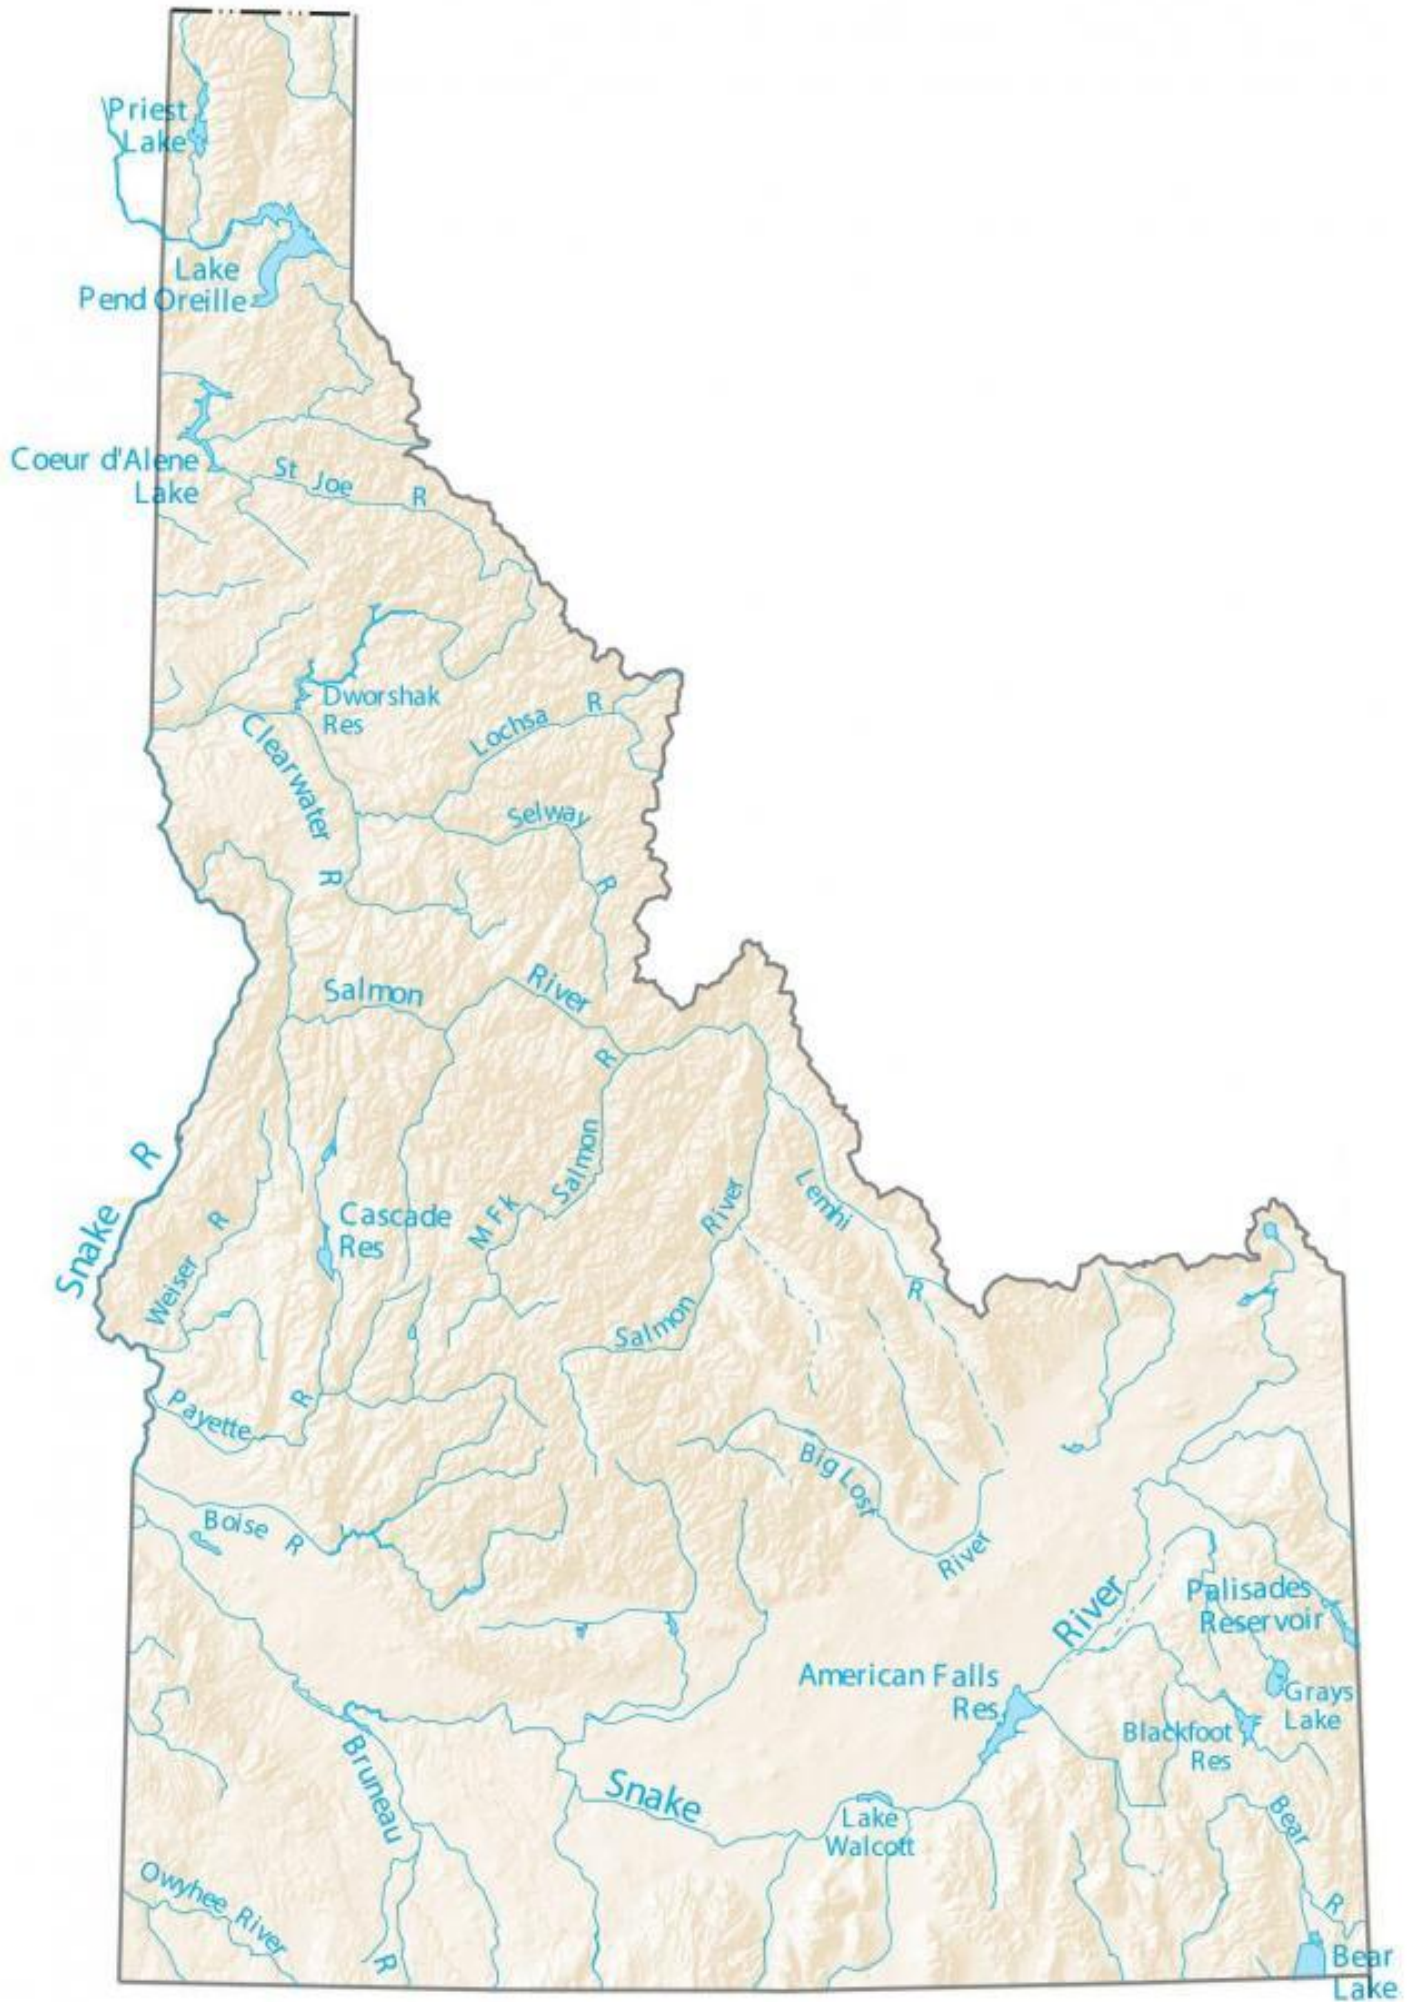 Priest
Lake
Lake
Pend Oreille
Coeur d'Alene
Lake
St Joe R
Dworshak
Res
Clearwater R
Lochsa R
Selway R
Salmon River
Snake R
Weiser R
Cascade
Res
M Fk Salmon R
Salmon River
Lemhi R
Payette R
Boise R
Big Lost River
River
Palisades
Reservoir
American Falls
Res
Grays
Lake
Blackfoot
Res
Bruneau R
Snake
Lake
Walcott
Bear R
Owyhee River
Bear
Lake